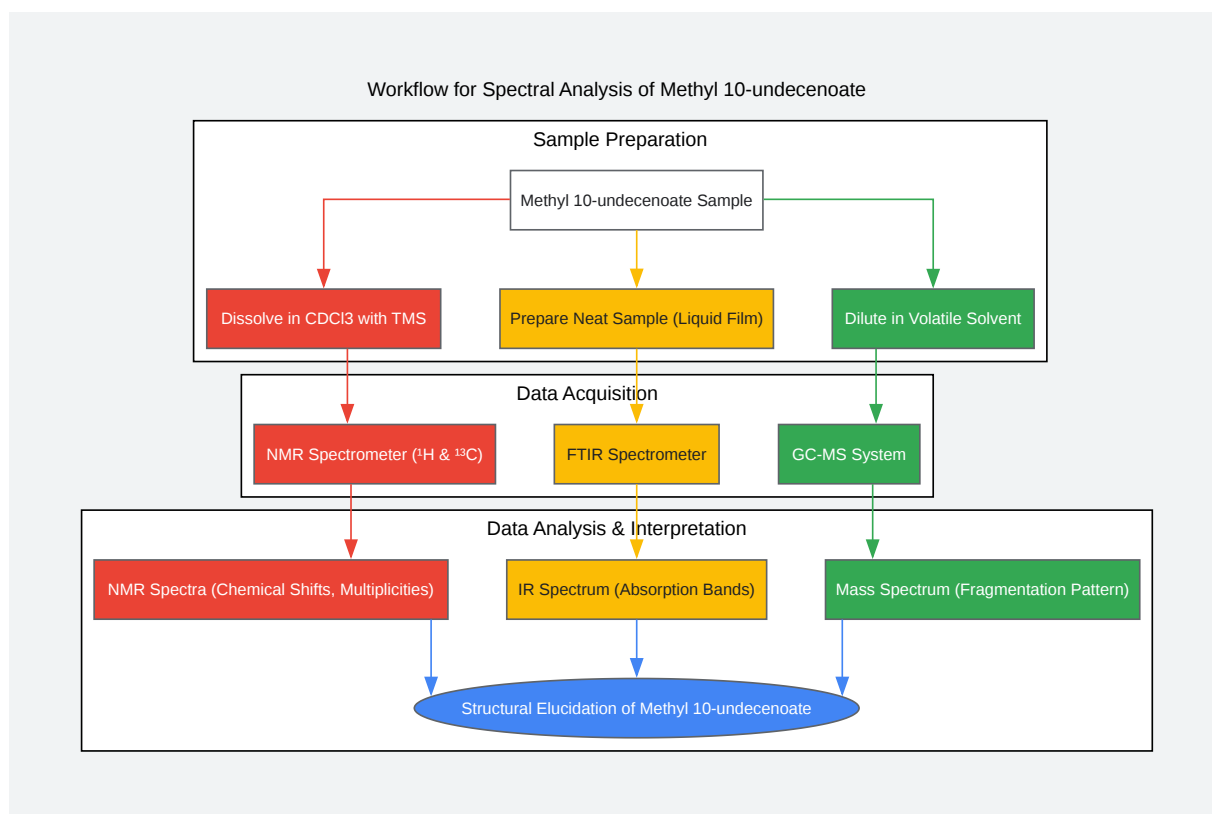 Workflow for Spectral Analysis of Methyl 10-undecenoate
Sample Preparation
Methyl 10-undecenoate Sample
Dissolve in CDCl3 with TMS
Prepare Neat Sample (Liquid Film)
Dilute in Volatile Solvent
Data Acquisition
NMR Spectrometer (¹H & ¹³C)
FTIR Spectrometer
GC-MS System
Data Analysis & Interpretation
NMR Spectra (Chemical Shifts, Multiplicities)
IR Spectrum (Absorption Bands)
Mass Spectrum (Fragmentation Pattern)
Structural Elucidation of Methyl 10-undecenoate